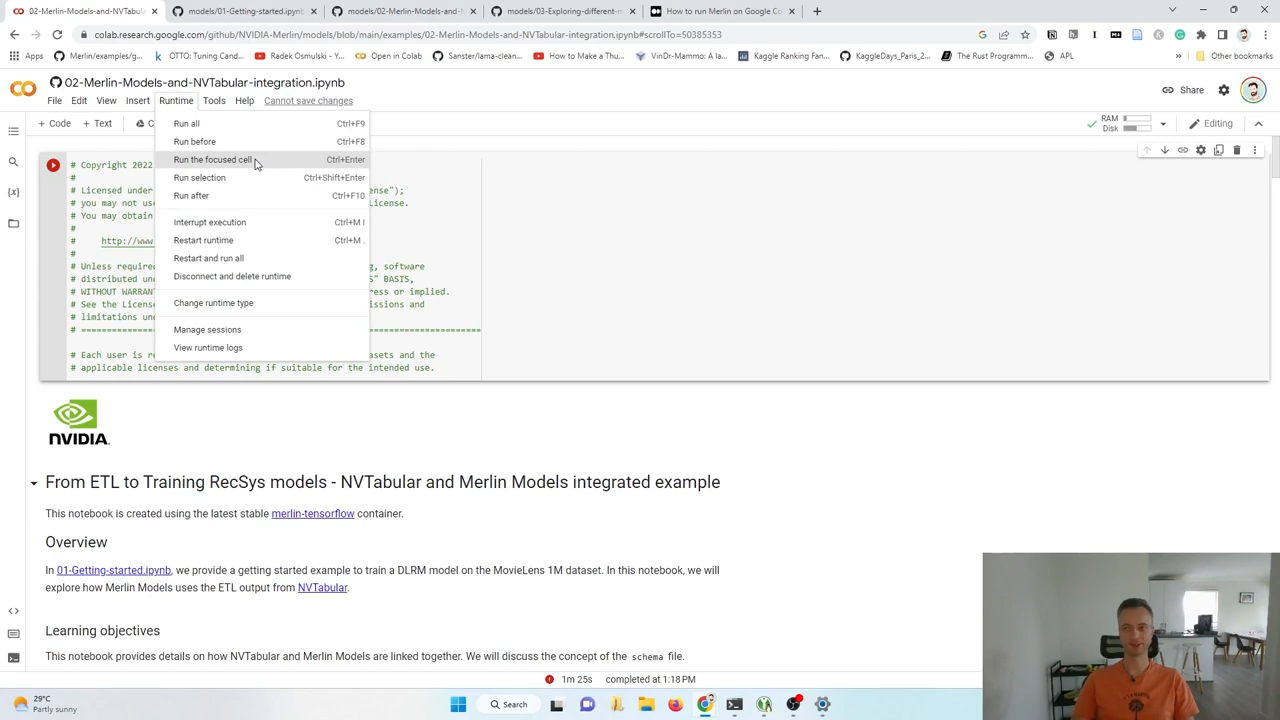 02-Merlin-Models-and-NVTabula
models/01-Getting-started.ipynb
models/02-Merlin-Models-and-N
models/03-Exploring-different-m
How to run Merlin on Google Co
colab.research.google.com/github/NVIDIA-Merlin/models/blob/main/examples/02-Merlin-Models-and-NVTabular-integration.ipynb#scrollTo=50385353
Apps
Merlin/examples/g...
OTTO: Tuning Cand...
Radek Osmulski - Y...
Open in Colab
Sanster/lama-clean...
How to Make a Thu...
VinDr-Mammo: A la...
Kaggle Ranking Fan...
KaggleDays_Paris_2...
The Rust Programm...
APL
»
Other bookmarks
02-Merlin-Models-and-NVTabular-integration.ipynb
File Edit View Insert Runtime Tools Help Cannot save changes
Share
+ Code + Text
RAM
Disk
Editing
Run all Ctrl+F9
Run before Ctrl+F8
Run the focused cell Ctrl+Enter
Run selection Ctrl+Shift+Enter
Run after Ctrl+F10
Interrupt execution Ctrl+M I
Restart runtime Ctrl+M .
Restart and run all
Disconnect and delete runtime
Change runtime type
Manage sessions
View runtime logs
# Copyright 2022
#
# Licensed under ense");
# you may not use License.
# You may obtain
#
# http://www
#
# Unless require g, software
# distributed un S" BASIS,
# WITHOUT WARRAN ress or implied.
# See the Licens issions and
# limitations un
#
# Each user is r asets and the
# applicable licenses and determining if suitable for the intended use.
NVIDIA.
From ETL to Training RecSys models - NVTabular and Merlin Models integrated example
This notebook is created using the latest stable merlin-tensorflow container.
Overview
In 01-Getting-started.ipynb, we provide a getting started example to train a DLRM model on the MovieLens 1M dataset. In this notebook, we will
explore how Merlin Models uses the ETL output from NVTabular.
Learning objectives
This notebook provides details on how NVTabular and Merlin Models are linked together. We will discuss the concept of the schema file.
1m 25s completed at 1:18 PM
29°C
Partly sunny
Search